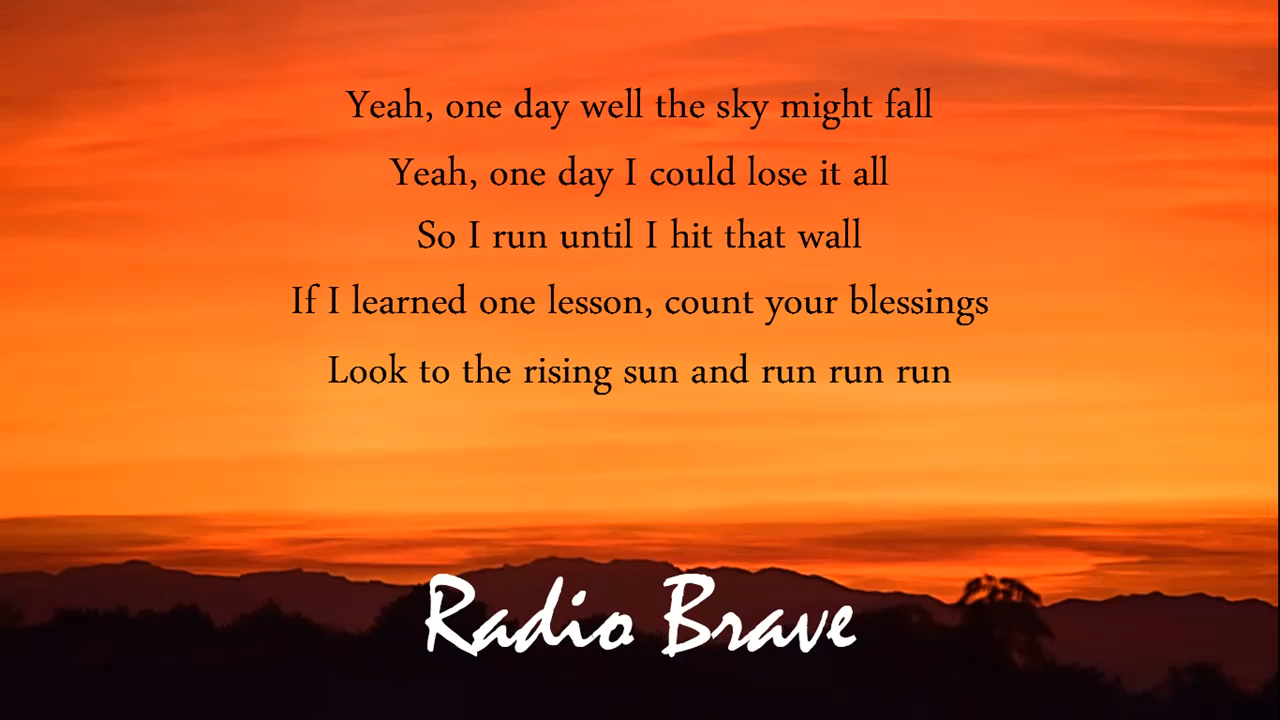 Yeah, one day well the sky might fall
Yeah, one day I could lose it all
So I run until I hit that wall
If I learned one lesson, count your blessings
Look to the rising sun and run run run
Radio Brave